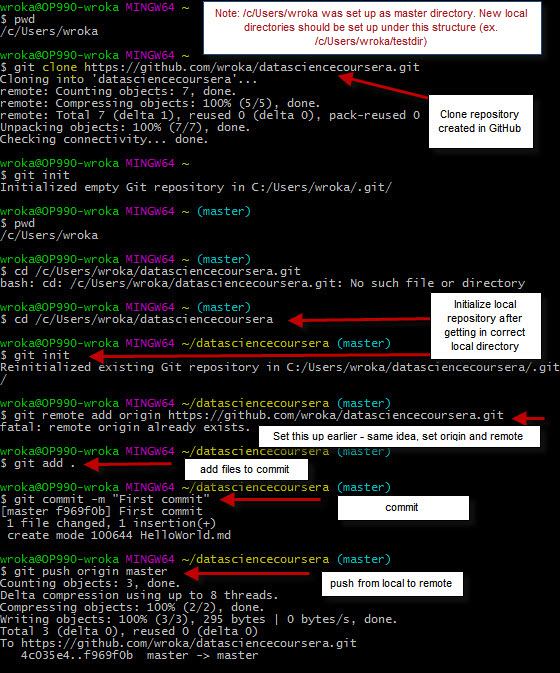 wroka@OP990-wroka MINGW64 ~
$ pwd
/c/Users/wroka
Note: /c/Users/wroka was set up as master directory. New local
directories should be set up under this structure (ex.
/c/Users/wroka/testdir)
wroka@OP990-wroka MINGW64 ~
$ git clone https://github.com/wroka/datasciencecoursera.git
Cloning into 'datasciencecoursera'...
remote: Counting objects: 7, done.
remote: Compressing objects: 100% (5/5), done.
remote: Total 7 (delta 1), reused 0 (delta 0), pack-reused 0
Unpacking objects: 100% (7/7), done.
Checking connectivity... done.
Clone repository
created in GitHub
wroka@OP990-wroka MINGW64 ~
$ git init
Initialized empty Git repository in C:/Users/wroka/.git/
wroka@OP990-wroka MINGW64 ~ (master)
$ pwd
/c/Users/wroka
wroka@OP990-wroka MINGW64 ~ (master)
$ cd /c/Users/wroka/datasciencecoursera.git
bash: cd: /c/Users/wroka/datasciencecoursera.git: No such file or directory
wroka@OP990-wroka MINGW64 ~ (master)
$ cd /c/Users/wroka/datasciencecoursera
Initialize local
repository after
getting in correct
local directory
wroka@OP990-wroka MINGW64 ~/datasciencecoursera (master)
$ git init
Reinitialized existing Git repository in C:/Users/wroka/datasciencecoursera/.git
/
wroka@OP990-wroka MINGW64 ~/datasciencecoursera (master)
$ git remote add origin https://github.com/wroka/datasciencecoursera.git
fatal: remote origin already exists.
Set this up earlier - same idea, set origin and remote
wroka@OP990-wroka MINGW64 ~/datasciencecoursera (master)
$ git add .
add files to commit
wroka@OP990-wroka MINGW64 ~/datasciencecoursera (master)
$ git commit -m "First commit"
[master f969f0b] First commit
1 file changed, 1 insertion(+)
create mode 100644 HelloWorld.md
commit
wroka@OP990-wroka MINGW64 ~/datasciencecoursera (master)
$ git push origin master
Counting objects: 3, done.
Delta compression using up to 8 threads.
Compressing objects: 100% (2/2), done.
Writing objects: 100% (3/3), 295 bytes | 0 bytes/s, done.
Total 3 (delta 0), reused 0 (delta 0)
To https://github.com/wroka/datasciencecoursera.git
4c035e4..f969f0b master -> master
push from local to remote